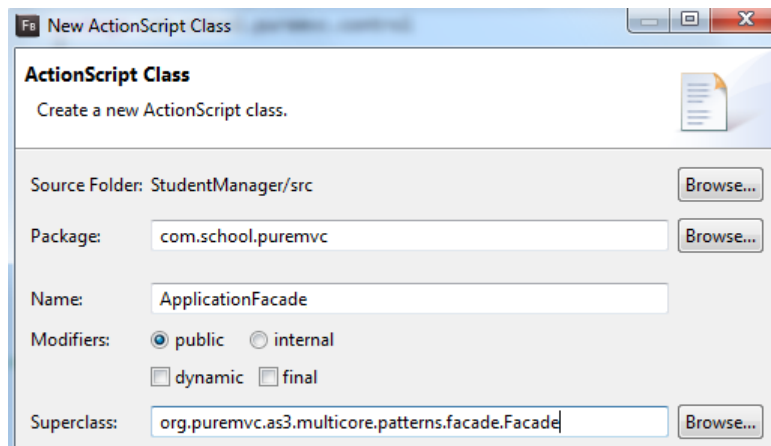 FB New ActionScript Class
ActionScript Class
Create a new ActionScript class.
Source Folder: StudentManager/src Browse...
Package: com.school.puremvc Browse...
Name: ApplicationFacade
Modifiers: public internal
dynamic final
Superclass: org.puremvc.as3.multicore.patterns.facade.Facade Browse...